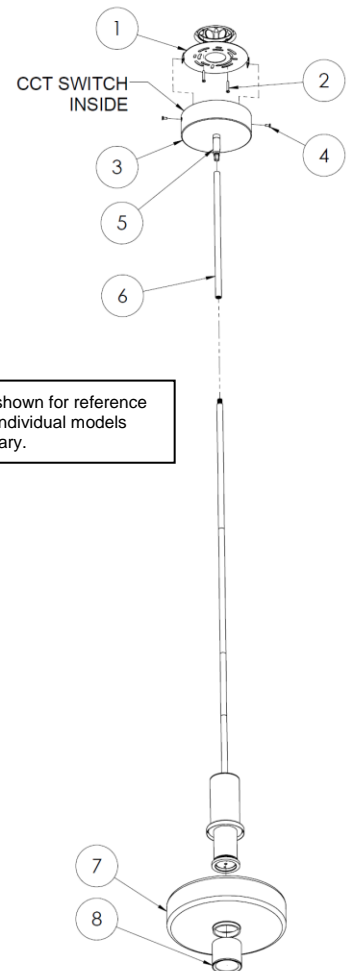 1
2
CCT SWITCH
INSIDE
3
4
5
6
shown for reference
individual models
ary.
7
8